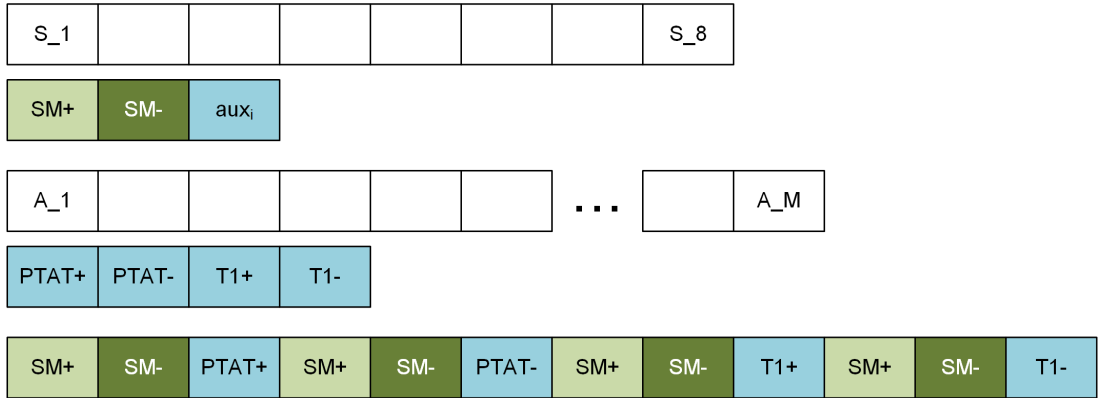 S_1 S_8
SM+ SM- auxi
A_1 ... A_M
PTAT+ PTAT- T1+ T1-
SM+ SM- PTAT+ SM+ SM- PTAT- SM+ SM- T1+ SM+ SM- T1-